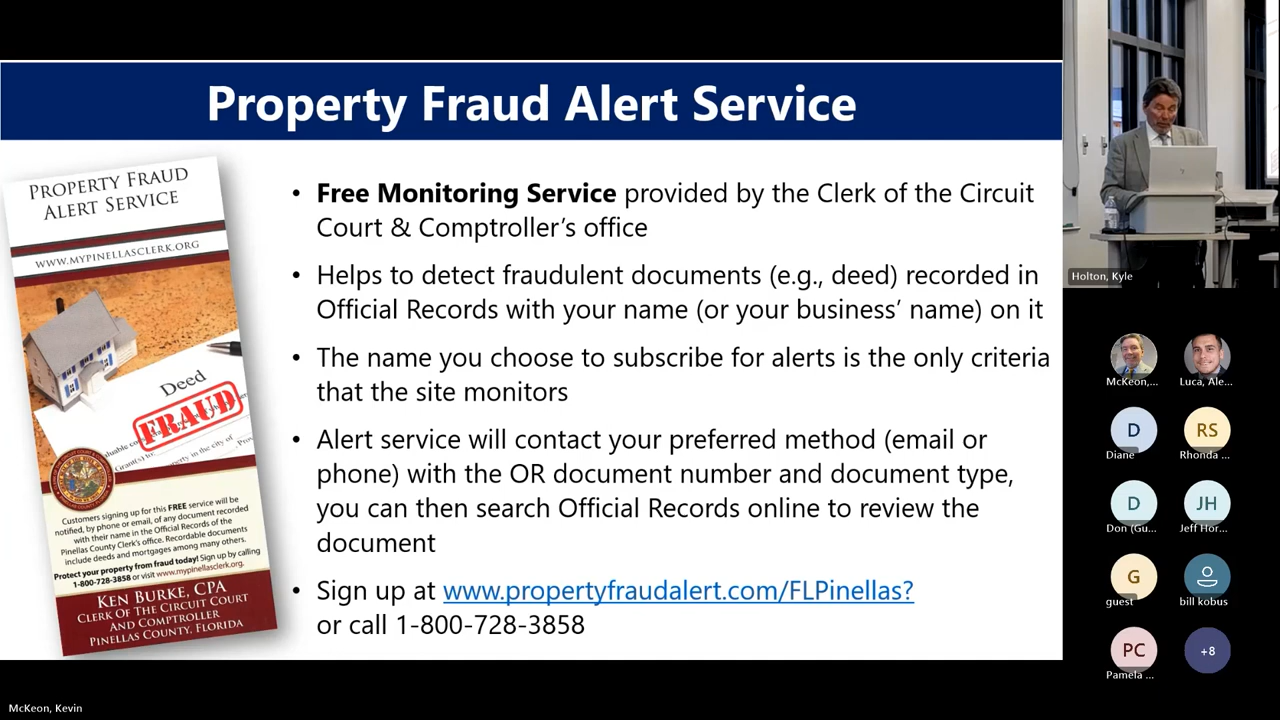 Property Fraud Alert Service
PROPERTY FRAUD
ALERT SERVICE
WWW.MYPINELLASCLERK.ORG
Deed
FRAUD
Customers signing up for this FREE service will be
notified, by phone or email, of any document recorded
with their name in the Official Records of the
Pinellas County Clerk's office. Recordable documents
include deeds and mortgages among many others.
Protect your property from fraud today! Sign up by calling
1-800-728-3858 or visit www.mypinellasclerk.org.
KEN BURKE, CPA
CLERK OF THE CIRCUIT COURT
AND COMPTROLLER
PINELLAS COUNTY, FLORIDA
• Free Monitoring Service provided by the Clerk of the Circuit
Court & Comptroller’s office
• Helps to detect fraudulent documents (e.g., deed) recorded in
Official Records with your name (or your business’ name) on it
• The name you choose to subscribe for alerts is the only criteria
that the site monitors
• Alert service will contact your preferred method (email or
phone) with the OR document number and document type,
you can then search Official Records online to review the
document
• Sign up at www.propertyfraudalert.com/FLPinellas?
or call 1-800-728-3858
Holton, Kyle
McKeon,...
Luca, Ale...
D
RS
Diane
Rhonda ...
D
JH
Don (Gu...
Jeff Hor...
G
guest
bill kobus
PC
+8
Pamela ...
McKeon, Kevin